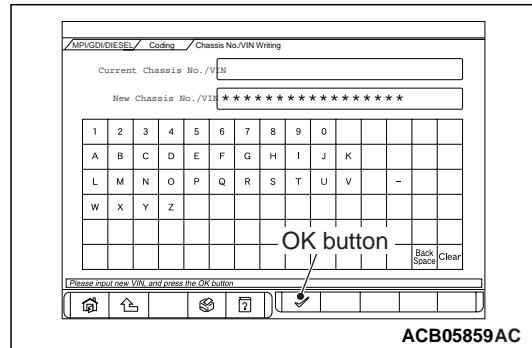 MPI/GDI/DIESEL Coding Chassis No./VIN Writing
Current Chassis No./VIN
New Chassis No./VIN *****************
1 2 3 4 5 6 7 8 9 0
A B C D E F G H I J K
L M N O P Q R S T U V -
W X Y Z
OK button
Back Space Clear
Please input new VIN, and press the OK button
?
ACB05859AC